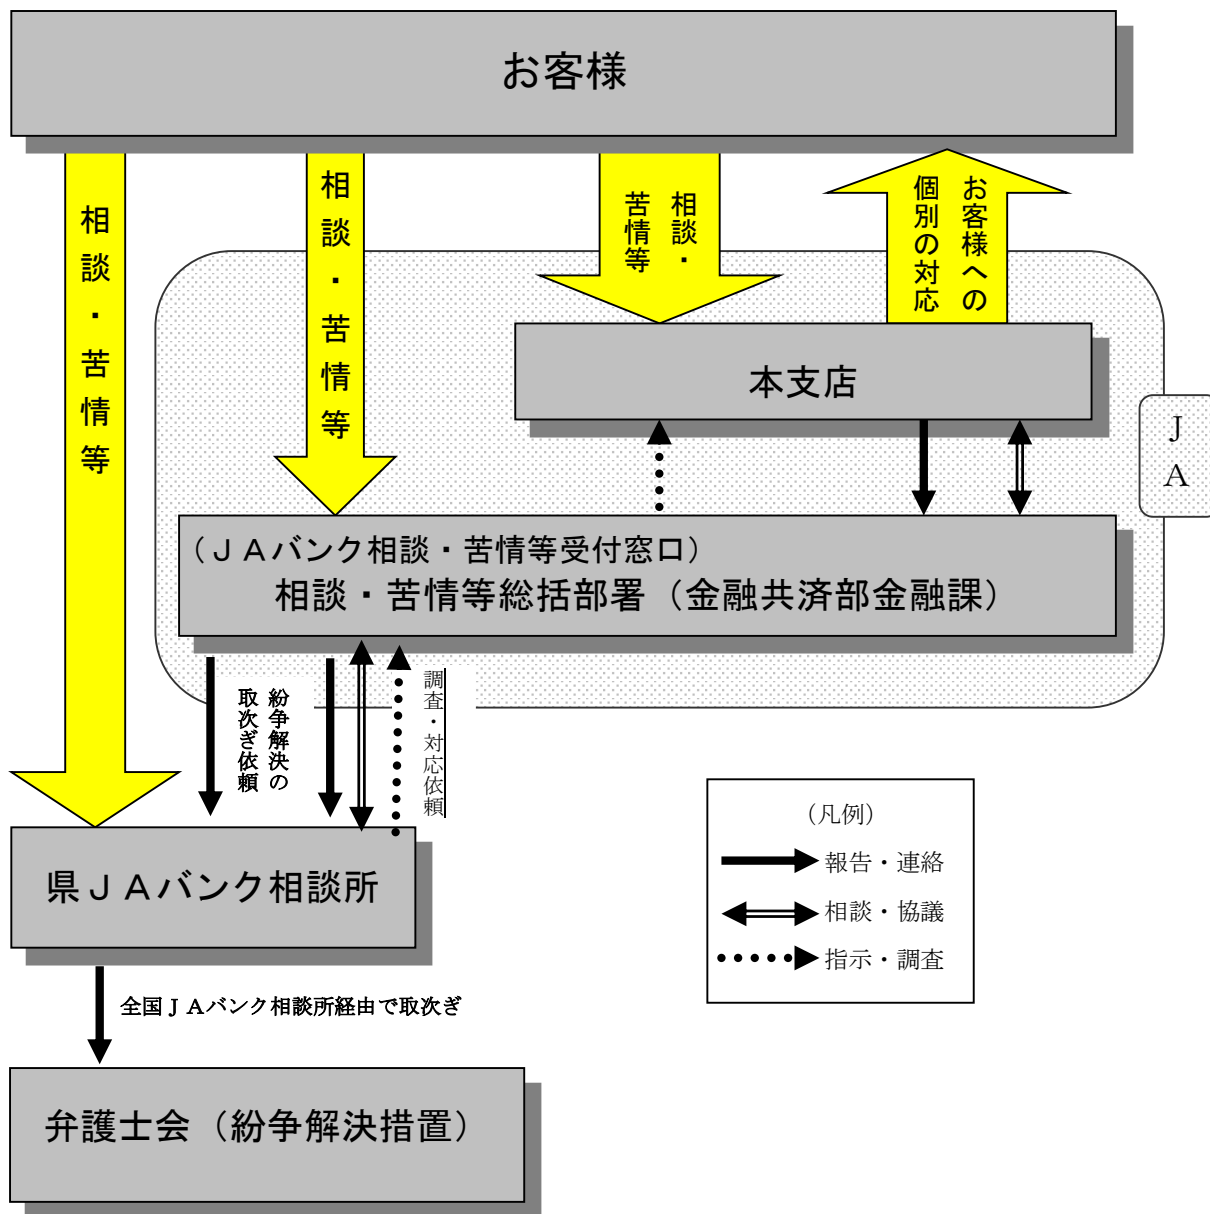 お客様
相談・苦情等
相談・苦情等
相談・
苦情等
お客様への
個別の対応
本支店
JA
（ＪＡバンク相談・苦情等受付窓口）
相談・苦情等総括部署（金融共済部金融課）
紛争解決の
取次ぎ依頼
調査・対応依頼
県ＪＡバンク相談所
（凡例）
報告・連絡
相談・協議
指示・調査
全国ＪＡバンク相談所経由で取次ぎ
弁護士会（紛争解決措置）